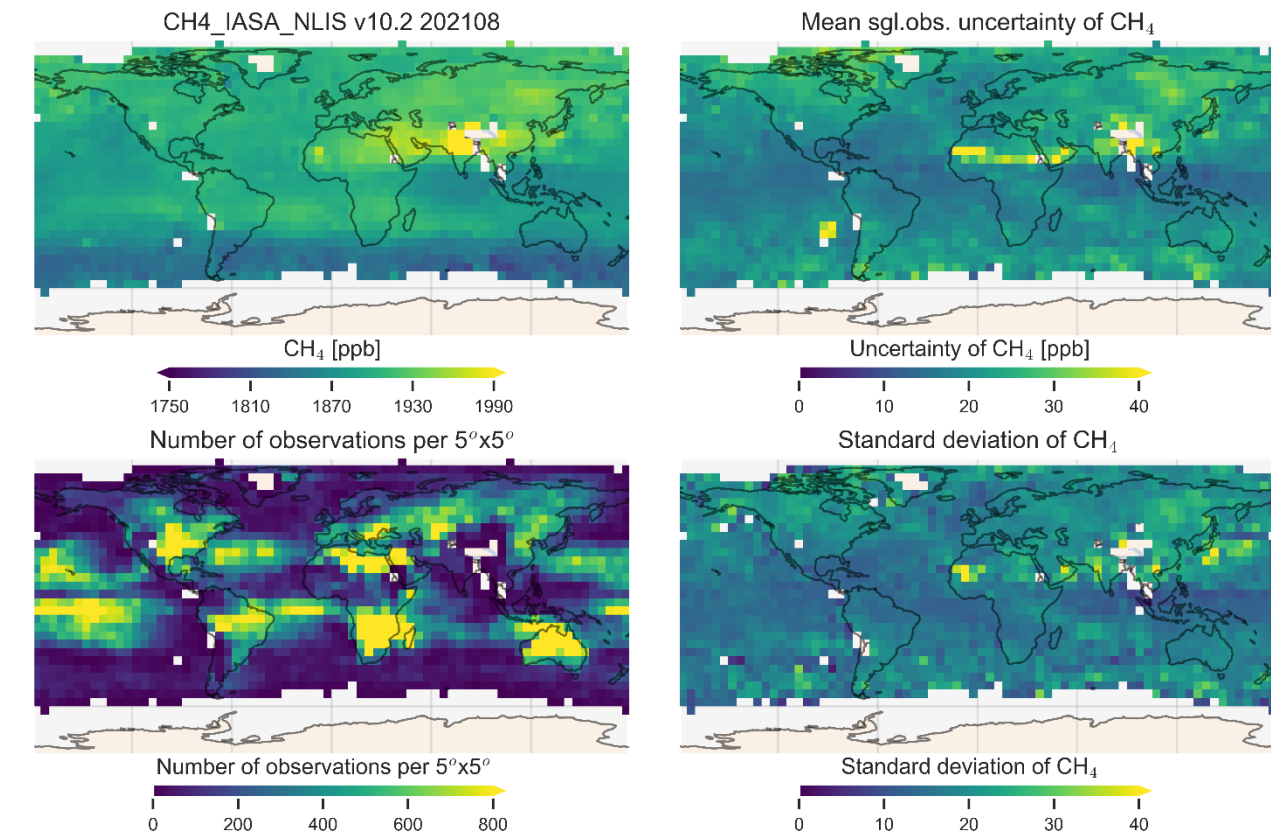 CH4_IASA_NLIS v10.2 202108
Mean sgl.obs. uncertainty of CH₄
CH₄ [ppb]
1750 1810 1870 1930 1990
Uncertainty of CH₄ [ppb]
0 10 20 30 40
Number of observations per 5°x5°
Standard deviation of CH₄
Number of observations per 5°x5°
0 200 400 600 800
Standard deviation of CH₄
0 10 20 30 40